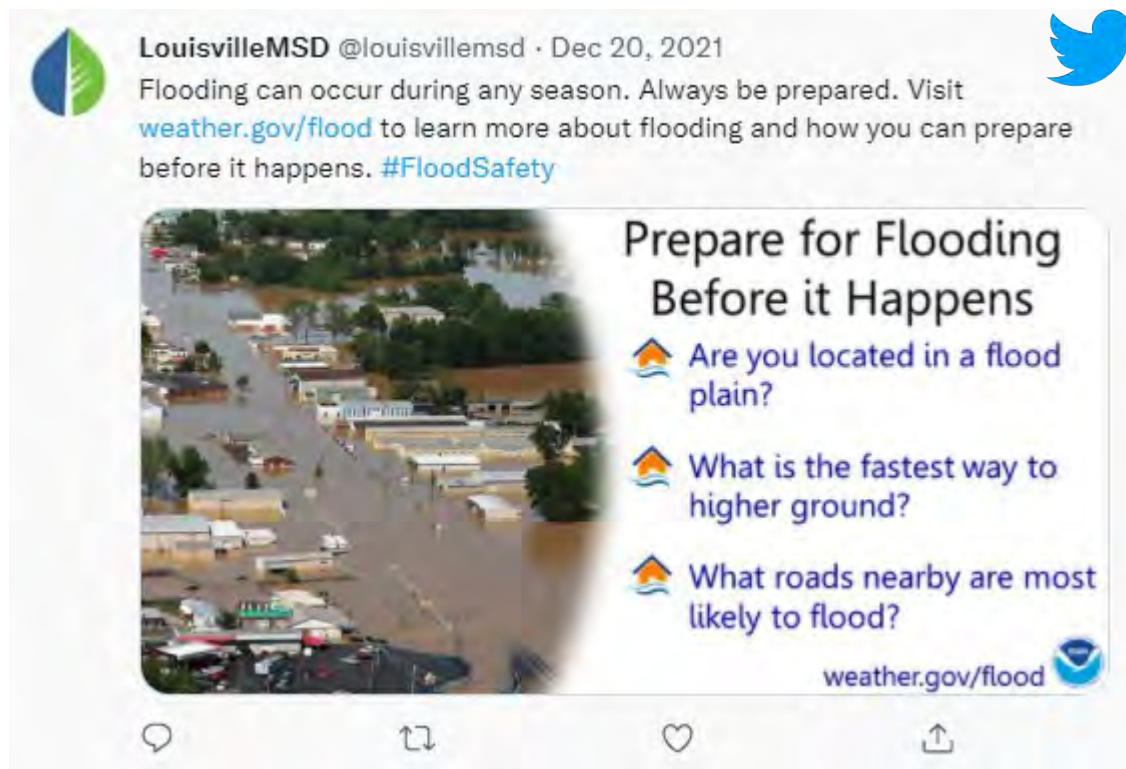 LouisvilleMSD @louisvillemsd · Dec 20, 2021
Flooding can occur during any season. Always be prepared. Visit
weather.gov/flood to learn more about flooding and how you can prepare
before it happens. #FloodSafety
Prepare for Flooding
Before it Happens
Are you located in a flood
plain?
What is the fastest way to
higher ground?
What roads nearby are most
likely to flood?
weather.gov/flood